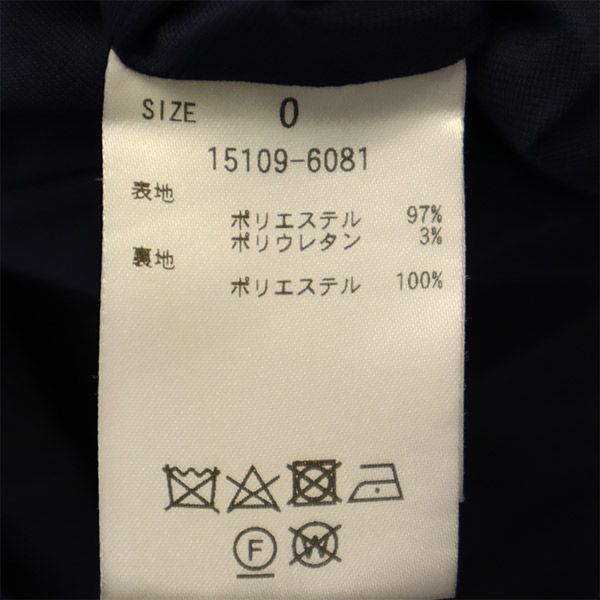 SIZE 0
15109-6081
表地
ポリエステル 97%
ポリウレタン 3%
裏地
ポリエステル 100%
F W